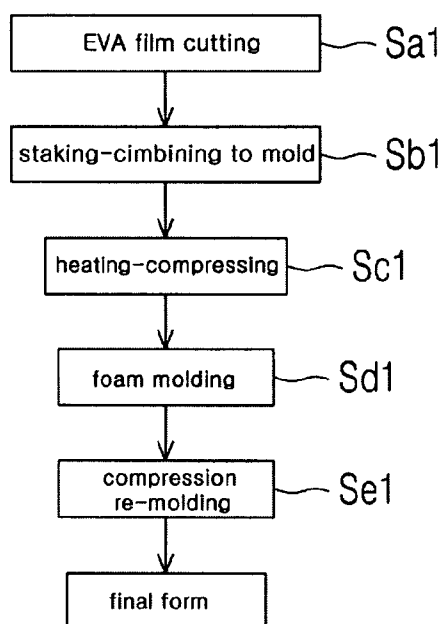 EVA film cutting Sa1
staking-cimbining to mold Sb1
heating-compressing Sc1
foam molding Sd1
compression
re-molding Se1
final form